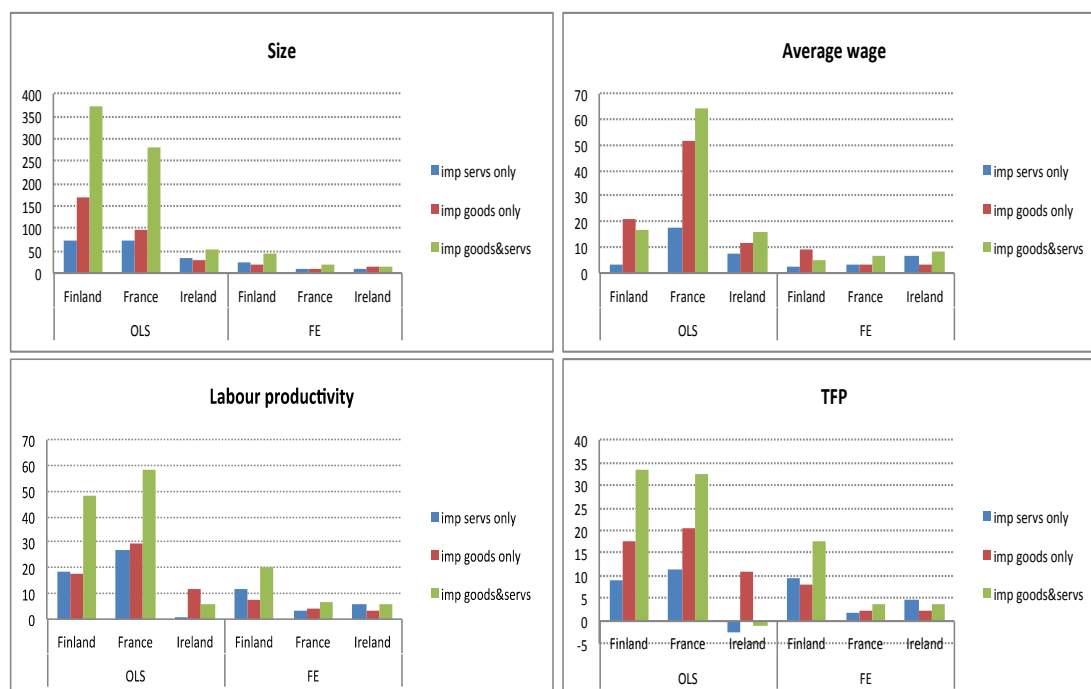 Size
400
350
300
250
200
150
100
50
0
Finland France Ireland Finland France Ireland
OLS FE
imp servs only
imp goods only
imp goods&servs
Average wage
70
60
50
40
30
20
10
0
Finland France Ireland Finland France Ireland
OLS FE
imp servs only
imp goods only
imp goods&servs
Labour productivity
70
60
50
40
30
20
10
0
Finland France Ireland Finland France Ireland
OLS FE
imp servs only
imp goods only
imp goods&servs
TFP
40
35
30
25
20
15
10
5
0
-5
Finland France Ireland Finland France Ireland
OLS FE
imp servs only
imp goods only
imp goods&servs